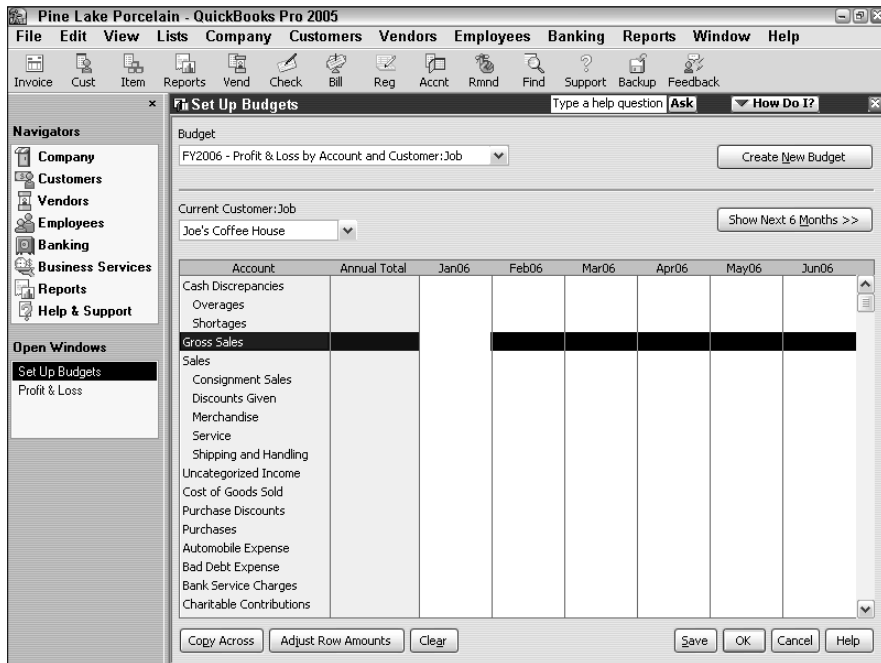 Pine Lake Porcelain - QuickBooks Pro 2005
File Edit View Lists Company Customers Vendors Employees Banking Reports Window Help
Invoice Cust Item Reports Vend Check Bill Reg Accnt Rmnd Find Support Backup Feedback
Set Up Budgets Type a help question Ask How Do I?
Navigators
Company
Customers
Vendors
Employees
Banking
Business Services
Reports
Help & Support
Open Windows
Set Up Budgets
Profit & Loss
Budget
FY2006 - Profit & Loss by Account and Customer:Job
Create New Budget
Current Customer:Job
Joe's Coffee House
Show Next 6 Months >>
Account Annual Total Jan06 Feb06 Mar06 Apr06 May06 Jun06
Cash Discrepancies
Overages
Shortages
Gross Sales
Sales
Consignment Sales
Discounts Given
Merchandise
Service
Shipping and Handling
Uncategorized Income
Cost of Goods Sold
Purchase Discounts
Purchases
Automobile Expense
Bad Debt Expense
Bank Service Charges
Charitable Contributions
Copy Across Adjust Row Amounts Clear Save OK Cancel Help